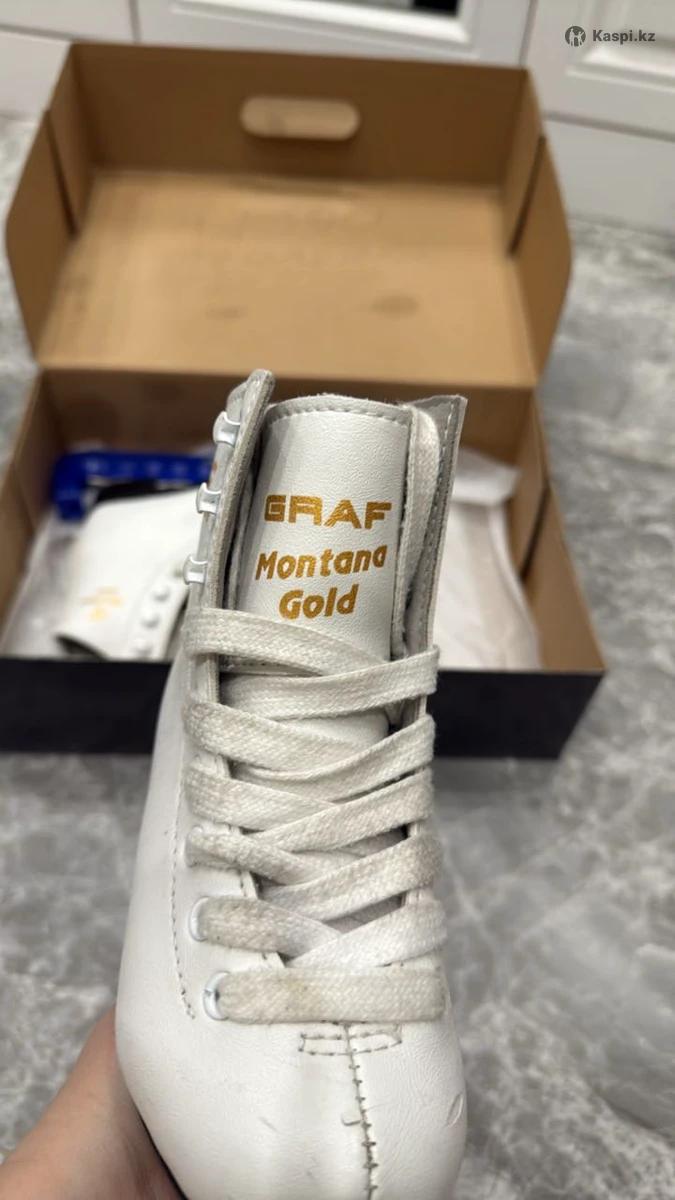 Kaspi.kz
GRAF
Montana
Gold